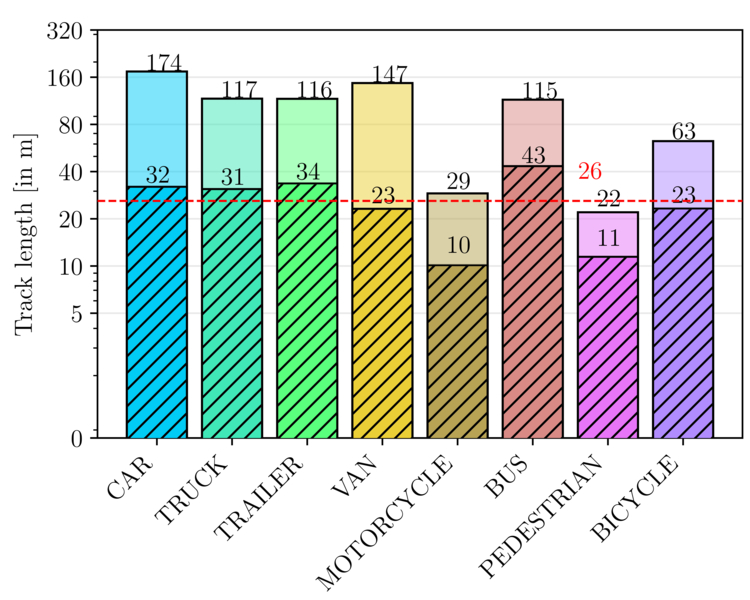 Track length [in m]
320
160
80
40
20
10
5
0
174
117
116
147
29
115
22
63
32
31
34
23
10
43
11
23
26
CAR
TRUCK
TRAILER
VAN
MOTORCYCLE
BUS
PEDESTRIAN
BICYCLE